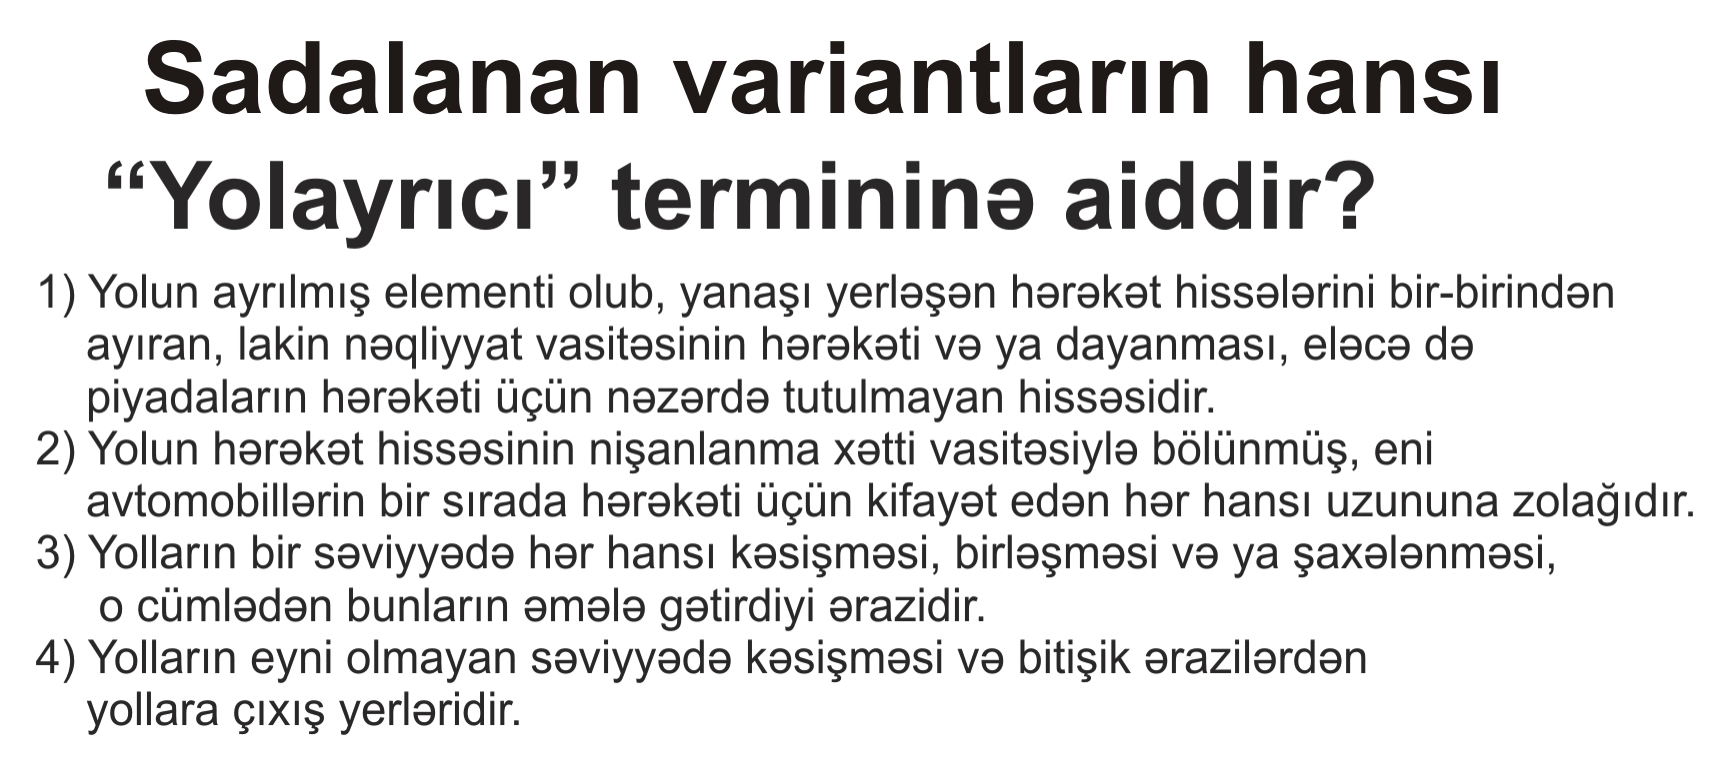 Sadalanan variantların hansı
“Yolayrıcı” termininə aiddir?
1) Yolun ayrılmış elementi olub, yanaşı yerləşən hərəkət hissələrini bir-birindən
ayıran, lakin nəqliyyat vasitəsinin hərəkəti və ya dayanması, eləcə də
piyadaların hərəkəti üçün nəzərdə tutulmayan hissəsidir.
2) Yolun hərəkət hissəsinin nişanlanma xətti vasitəsiylə bölünmüş, eni
avtomobillərin bir sırada hərəkəti üçün kifayət edən hər hansı uzununa zolağıdır.
3) Yolların bir səviyyədə hər hansı kəsişməsi, birləşməsi və ya şaxələnməsi,
o cümlədən bunların əmələ gətirdiyi ərazidir.
4) Yolların eyni olmayan səviyyədə kəsişməsi və bitişik ərazilərdən
yollara çıxış yerləridir.